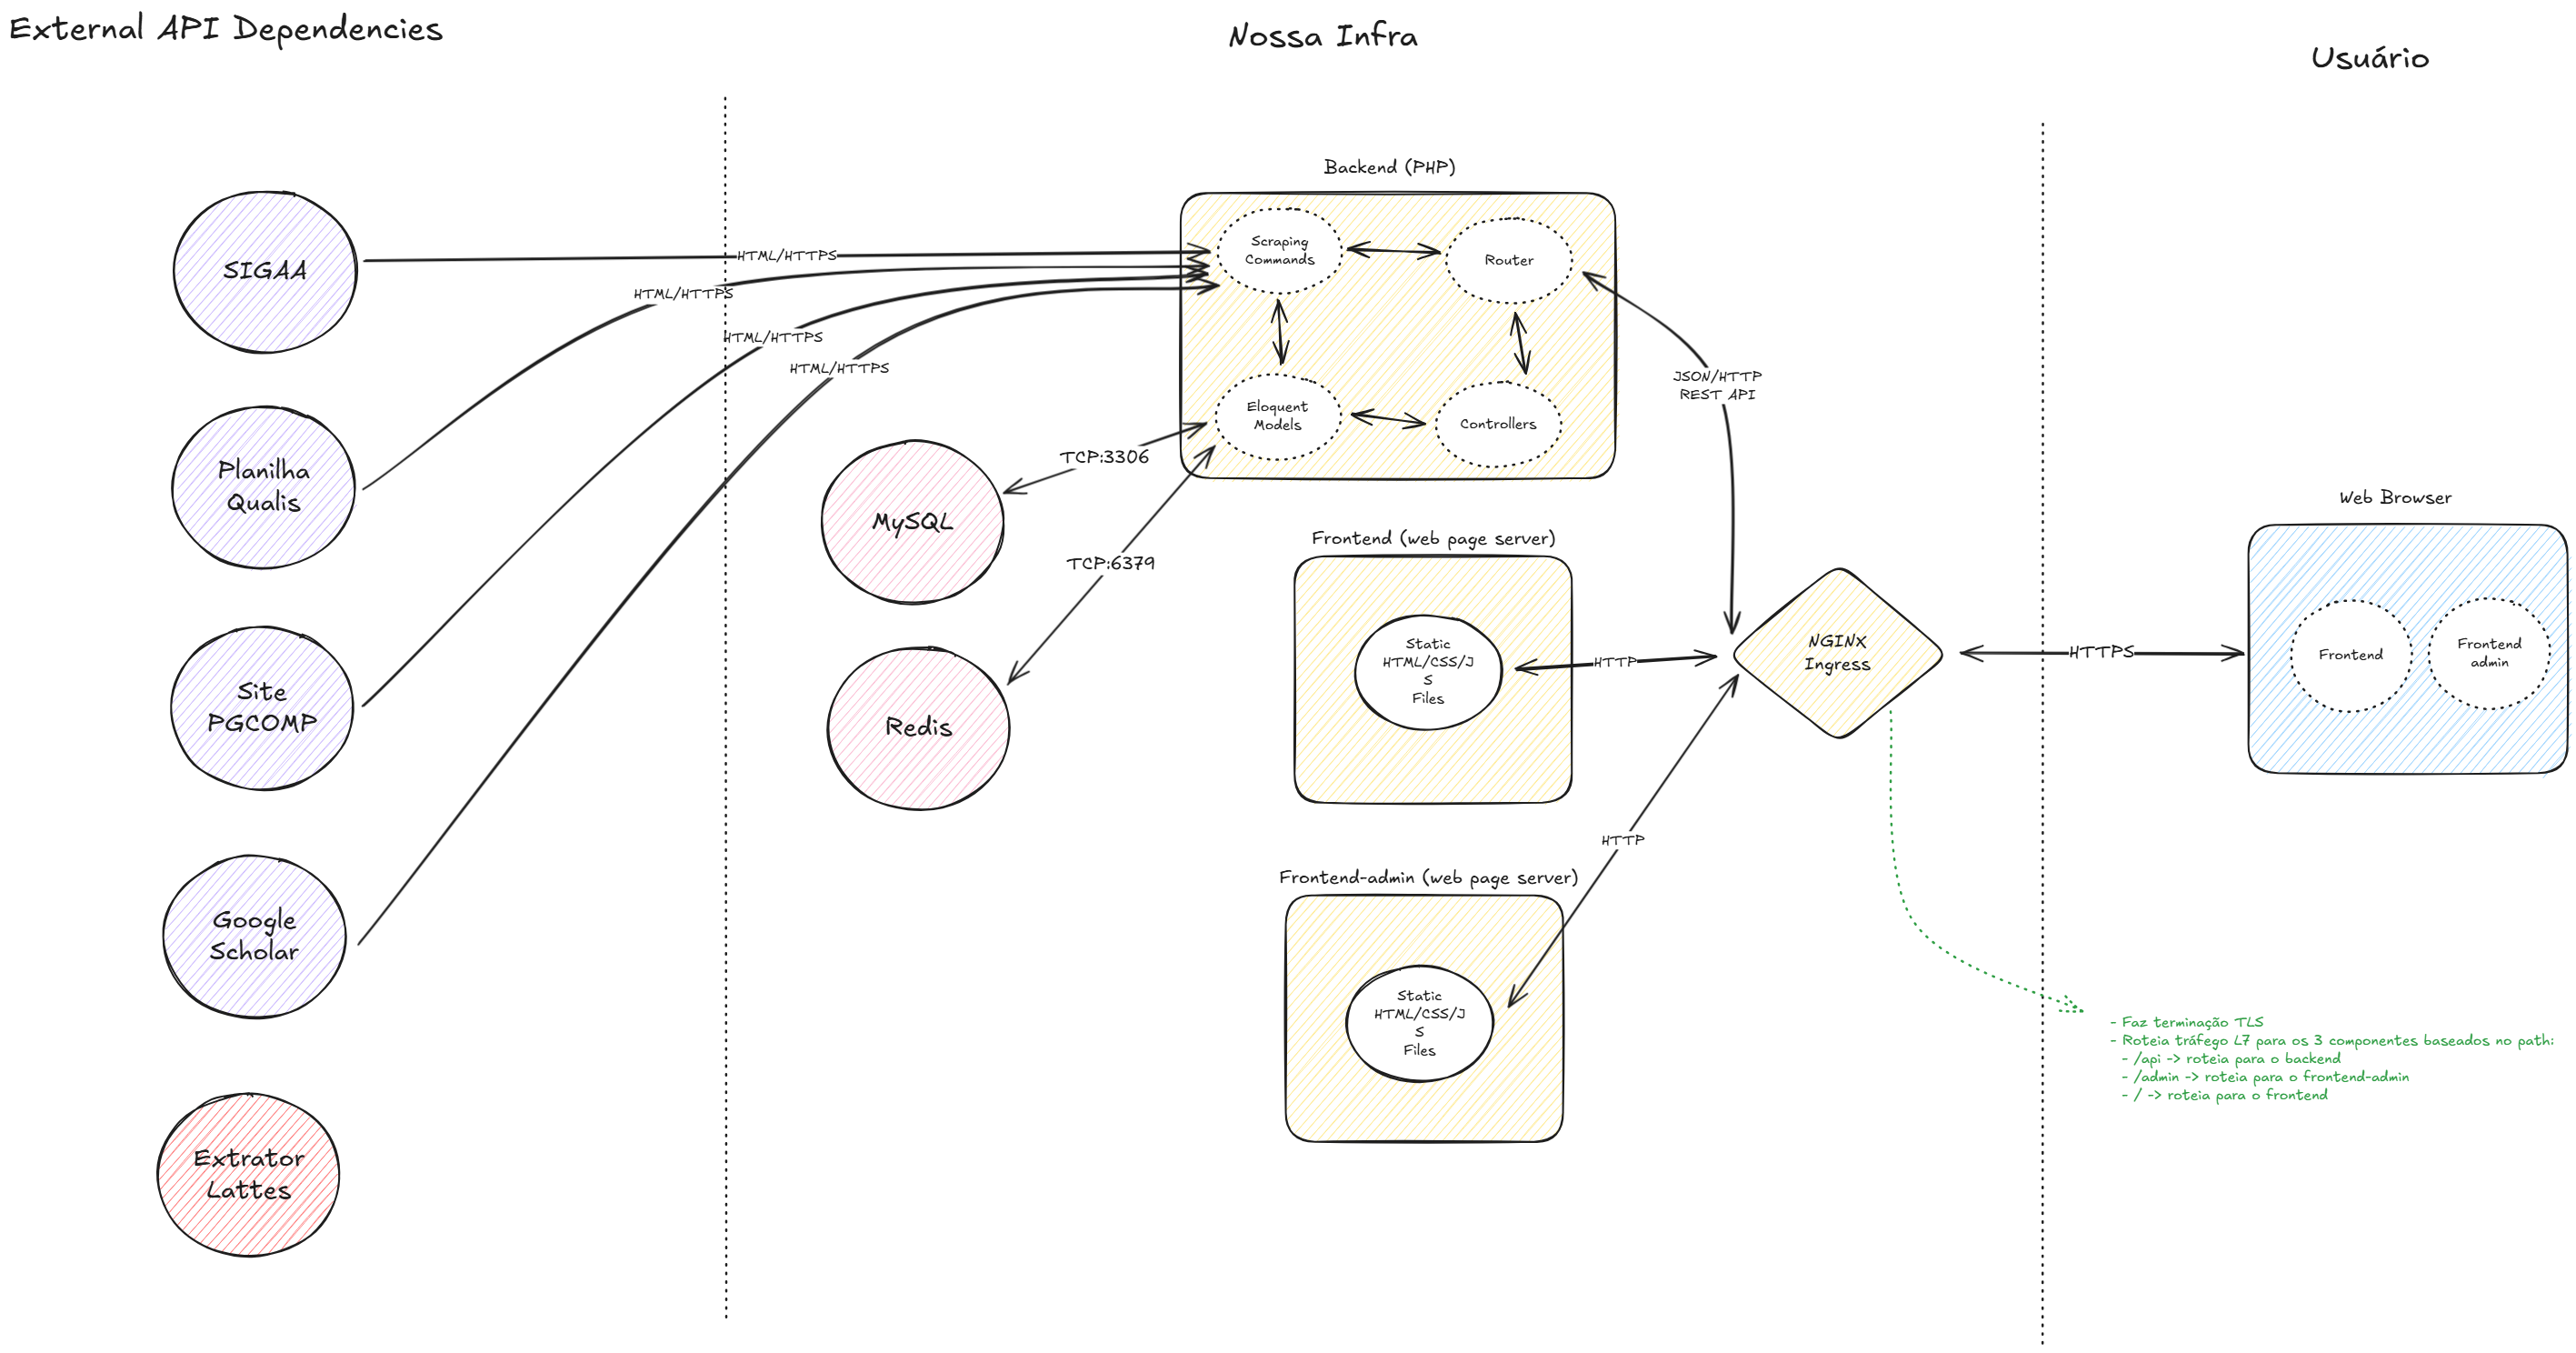 External API Dependencies
Nossa Infra
Usuário
SIGAA
Planilha
Qualis
Site
PGCOMP
Google
Scholar
Extrator
Lattes
HTML/HTTPS
HTML/HTTPS
HTML/HTTPS
HTML/HTTPS
Backend (PHP)
Scraping
Commands
Router
Eloquent
Models
Controllers
TCP:3306
MySQL
TCP:6379
Redis
JSON/HTTP
REST API
Frontend (web page server)
Static
HTML/CSS/J
S
Files
HTTP
NGINX
Ingress
HTTP
Frontend-admin (web page server)
Static
HTML/CSS/J
S
Files
HTTPS
Web Browser
Frontend
Frontend
admin
- Faz terminação TLS
- Roteia tráfego L7 para os 3 componentes baseados no path:
- /api -> roteia para o backend
- /admin -> roteia para o frontend-admin
- / -> roteia para o frontend